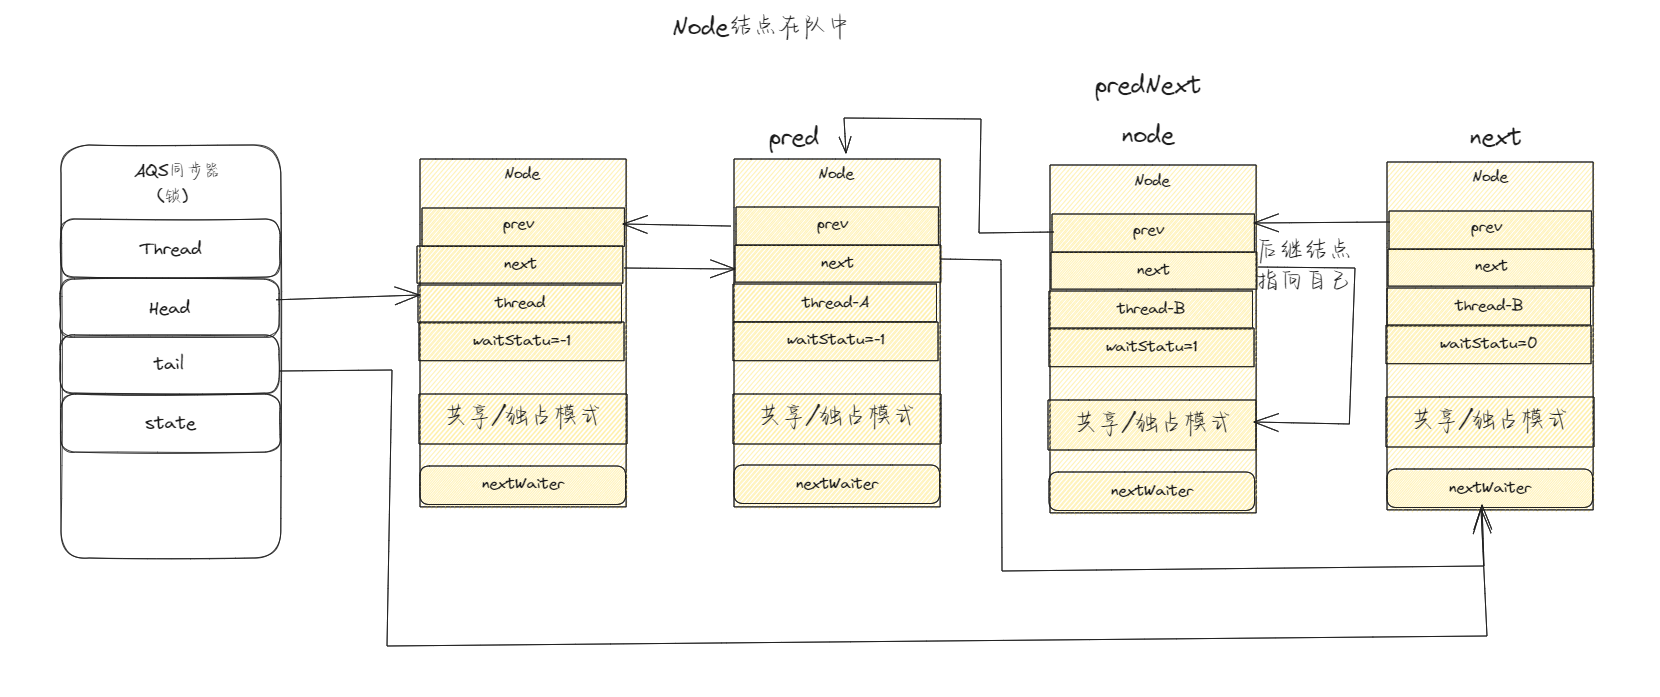 Node结点在队中
predNext
pred
node
next
AQS同步器
(锁)
Thread
Head
tail
state
Node
prev
next
thread
waitStatu=-1
共享/独占模式
nextWaiter
Node
prev
next
thread-A
waitStatu=-1
共享/独占模式
nextWaiter
Node
prev
next
thread-B
waitStatu=1
共享/独占模式
nextWaiter
后继结点
指向自己
Node
prev
next
thread-B
waitStatu=0
共享/独占模式
nextWaiter